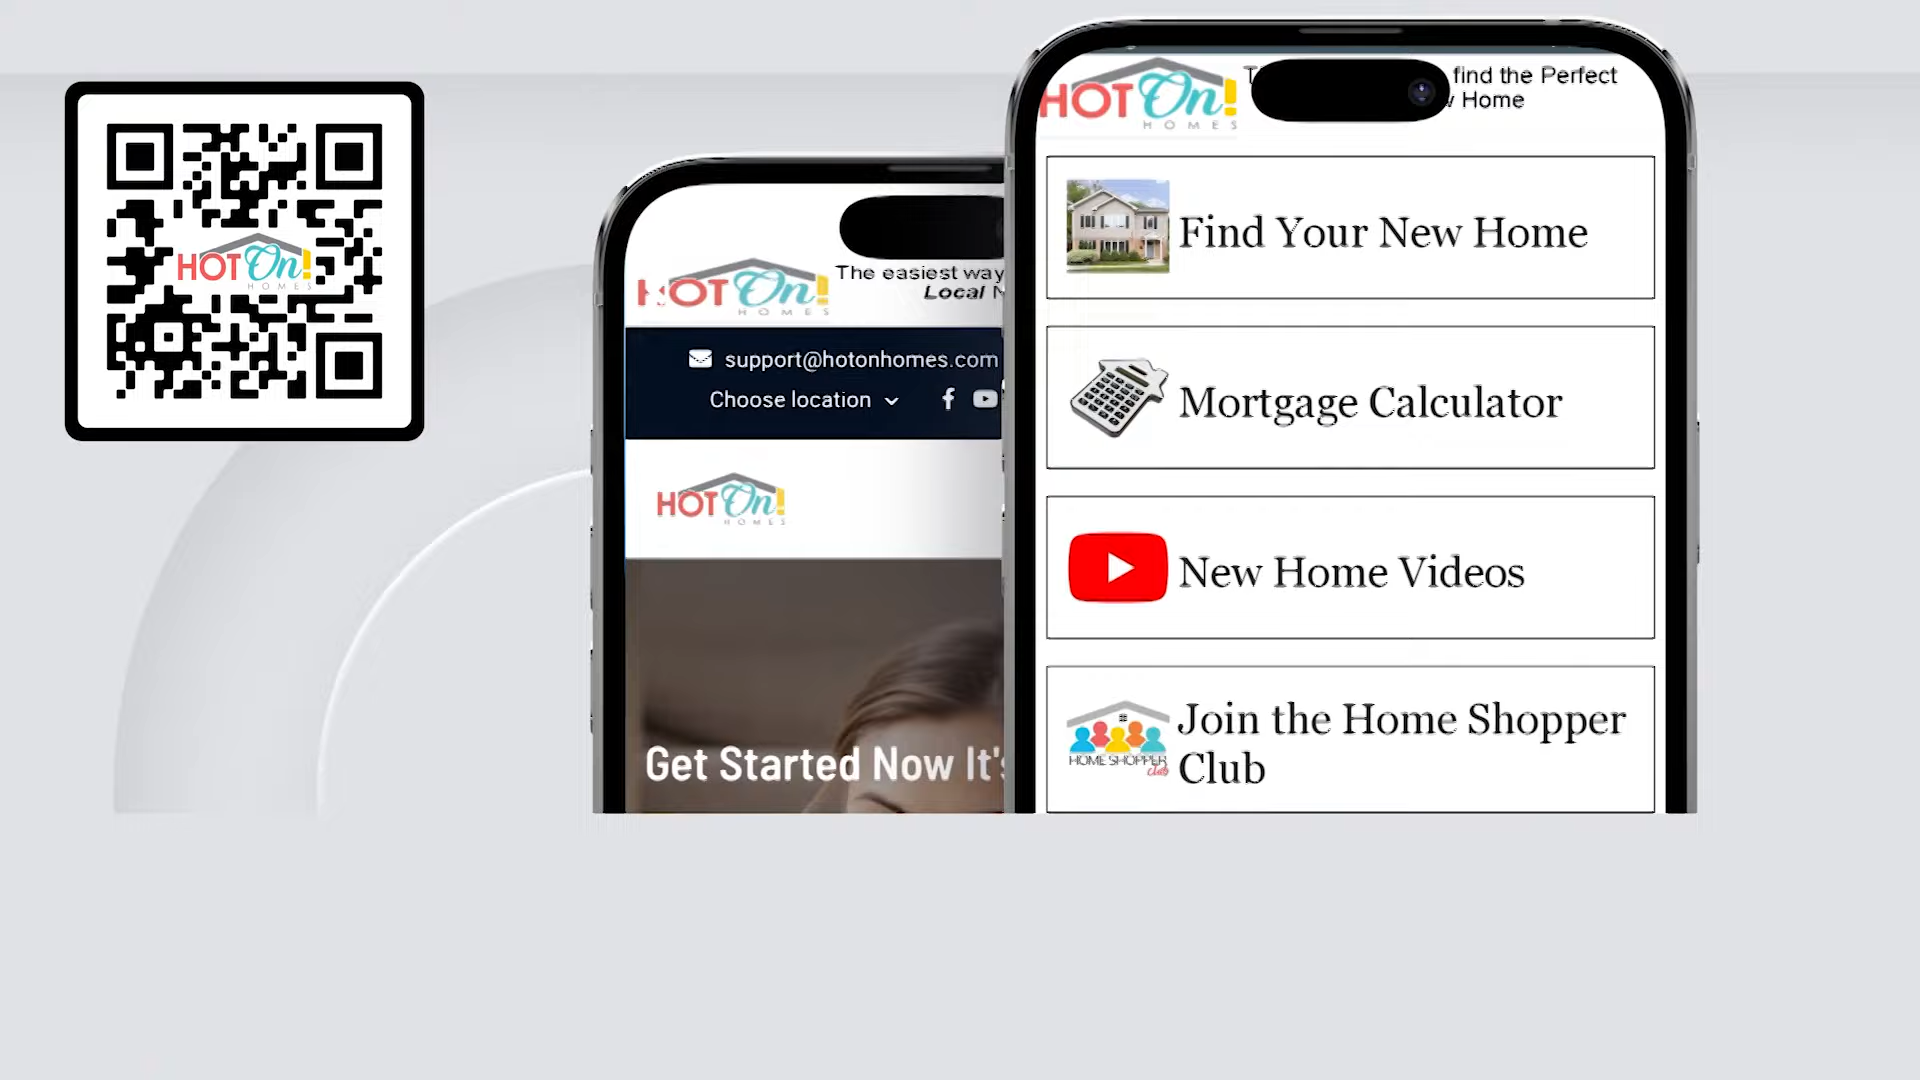 HOT On!
HOMES
HOT On!
HOMES
The easiest way
Local
support@hotonhomes.com
Choose location
HOT On!
HOMES
Get Started Now It's
HOT On!
HOMES
find the Perfect
Home
Find Your New Home
Mortgage Calculator
New Home Videos
HOME SHOPPER
Club
Join the Home Shopper
Club